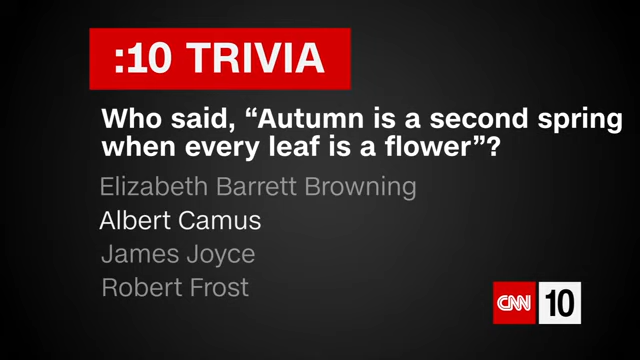 :10 TRIVIA
Who said, “Autumn is a second spring
when every leaf is a flower”?
Elizabeth Barrett Browning
Albert Camus
James Joyce
Robert Frost
CNN 10